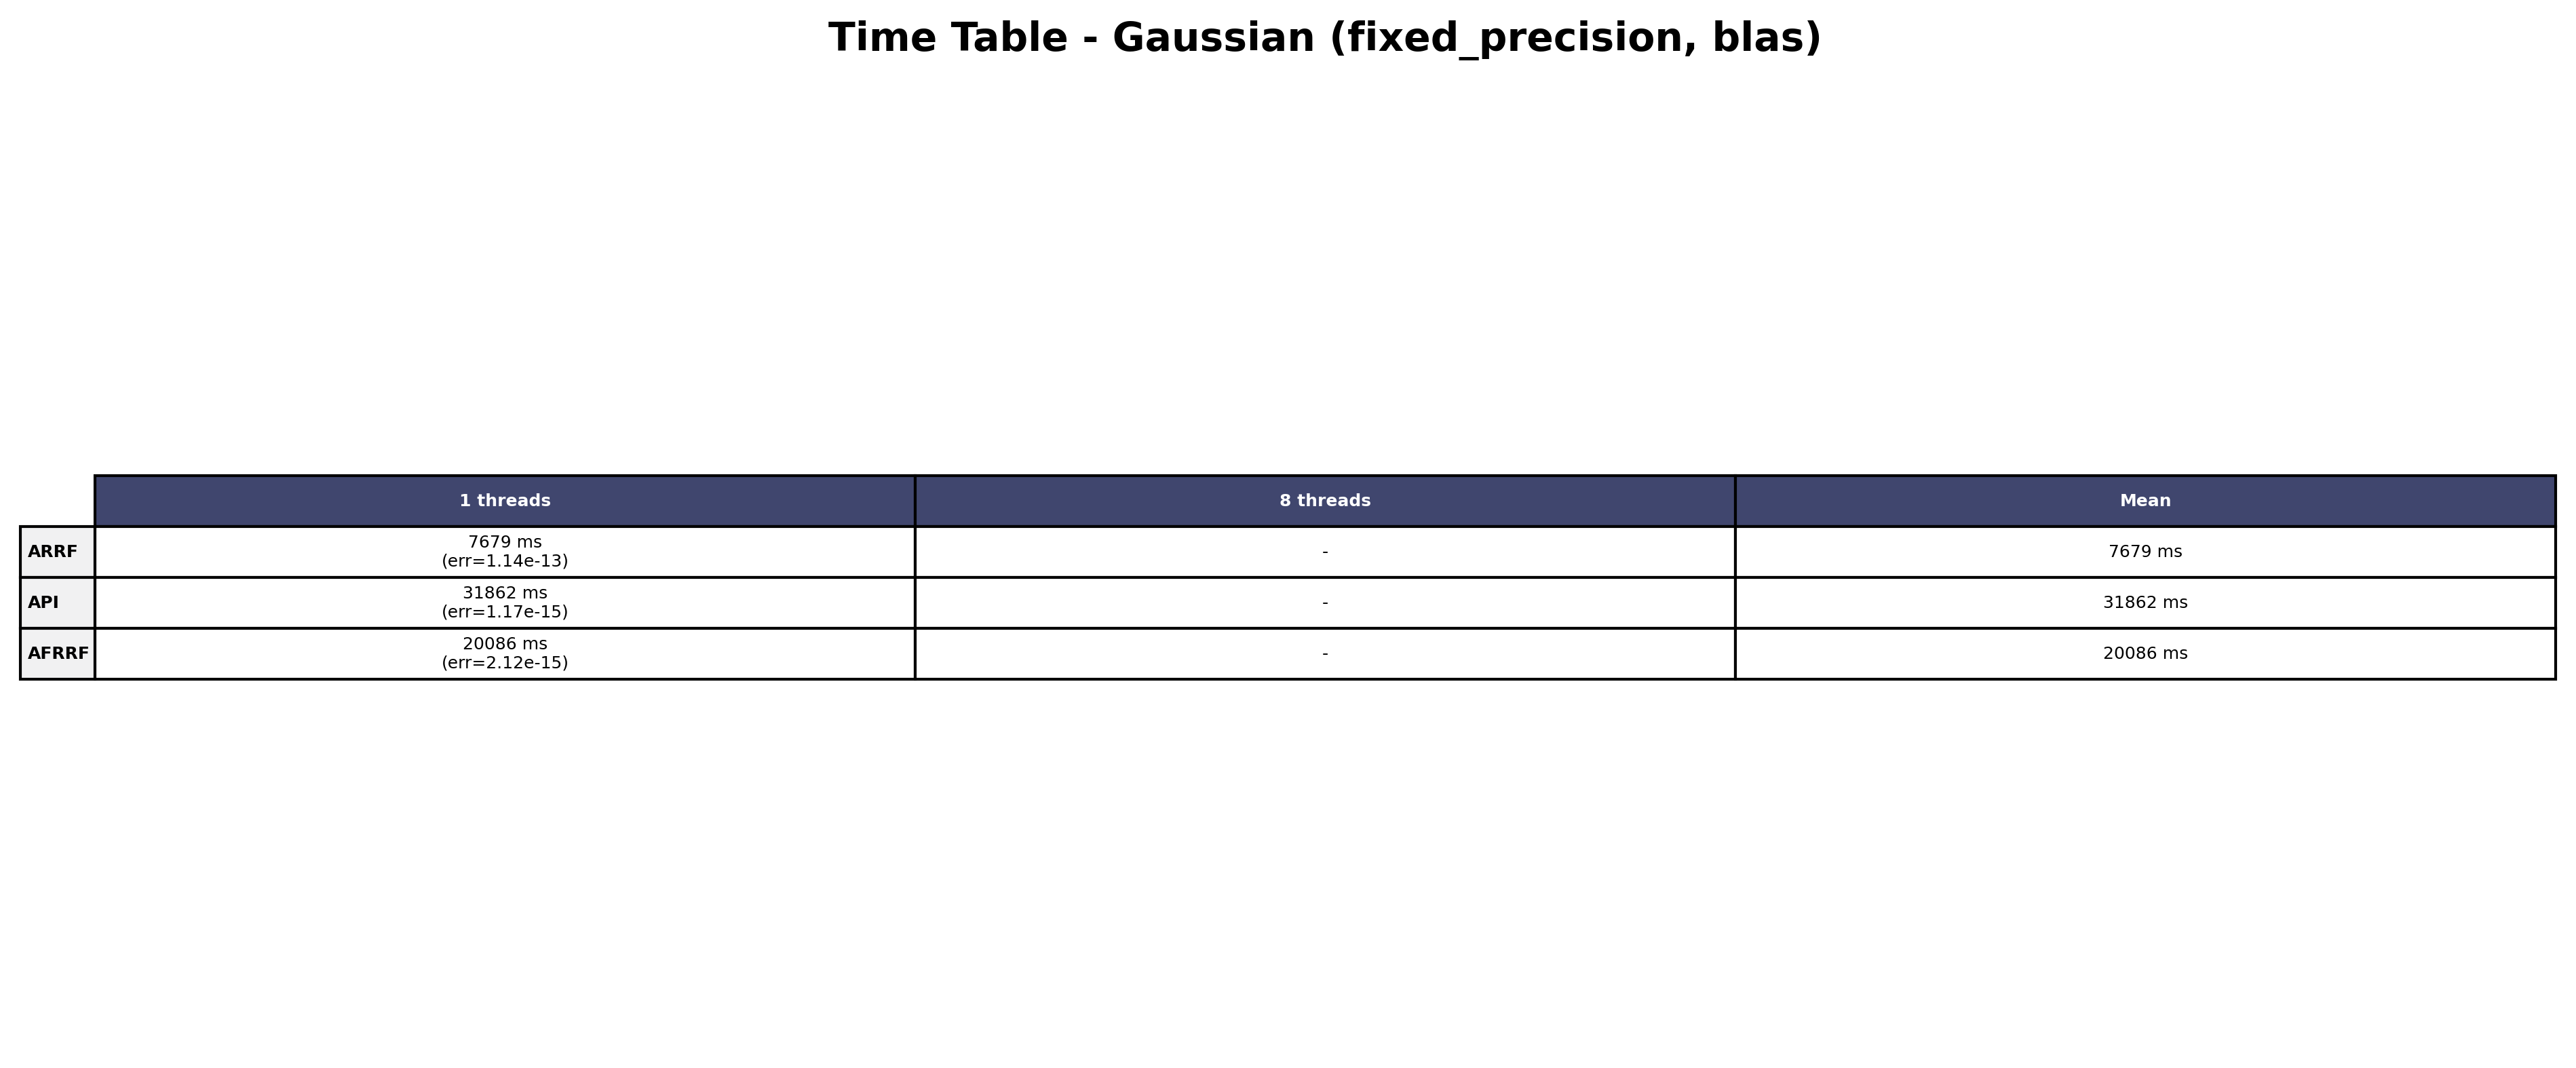 Time Table - Gaussian (fixed_precision, blas)
1 threads 8 threads Mean
ARRF 7679 ms (err=1.14e-13) - 7679 ms
API 31862 ms (err=1.17e-15) - 31862 ms
AFRRF 20086 ms (err=2.12e-15) - 20086 ms